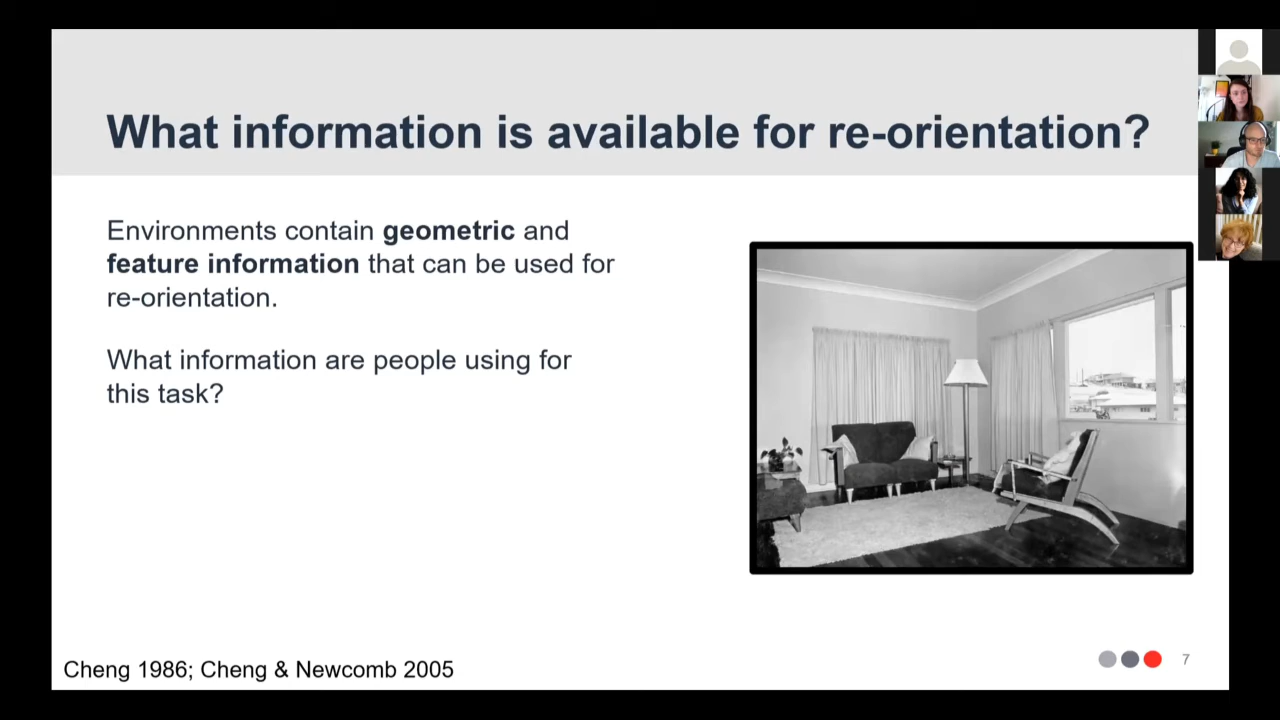 What information is available for re-orientation?
Environments contain geometric and
feature information that can be used for
re-orientation.
What information are people using for
this task?
Cheng 1986; Cheng & Newcomb 2005
7